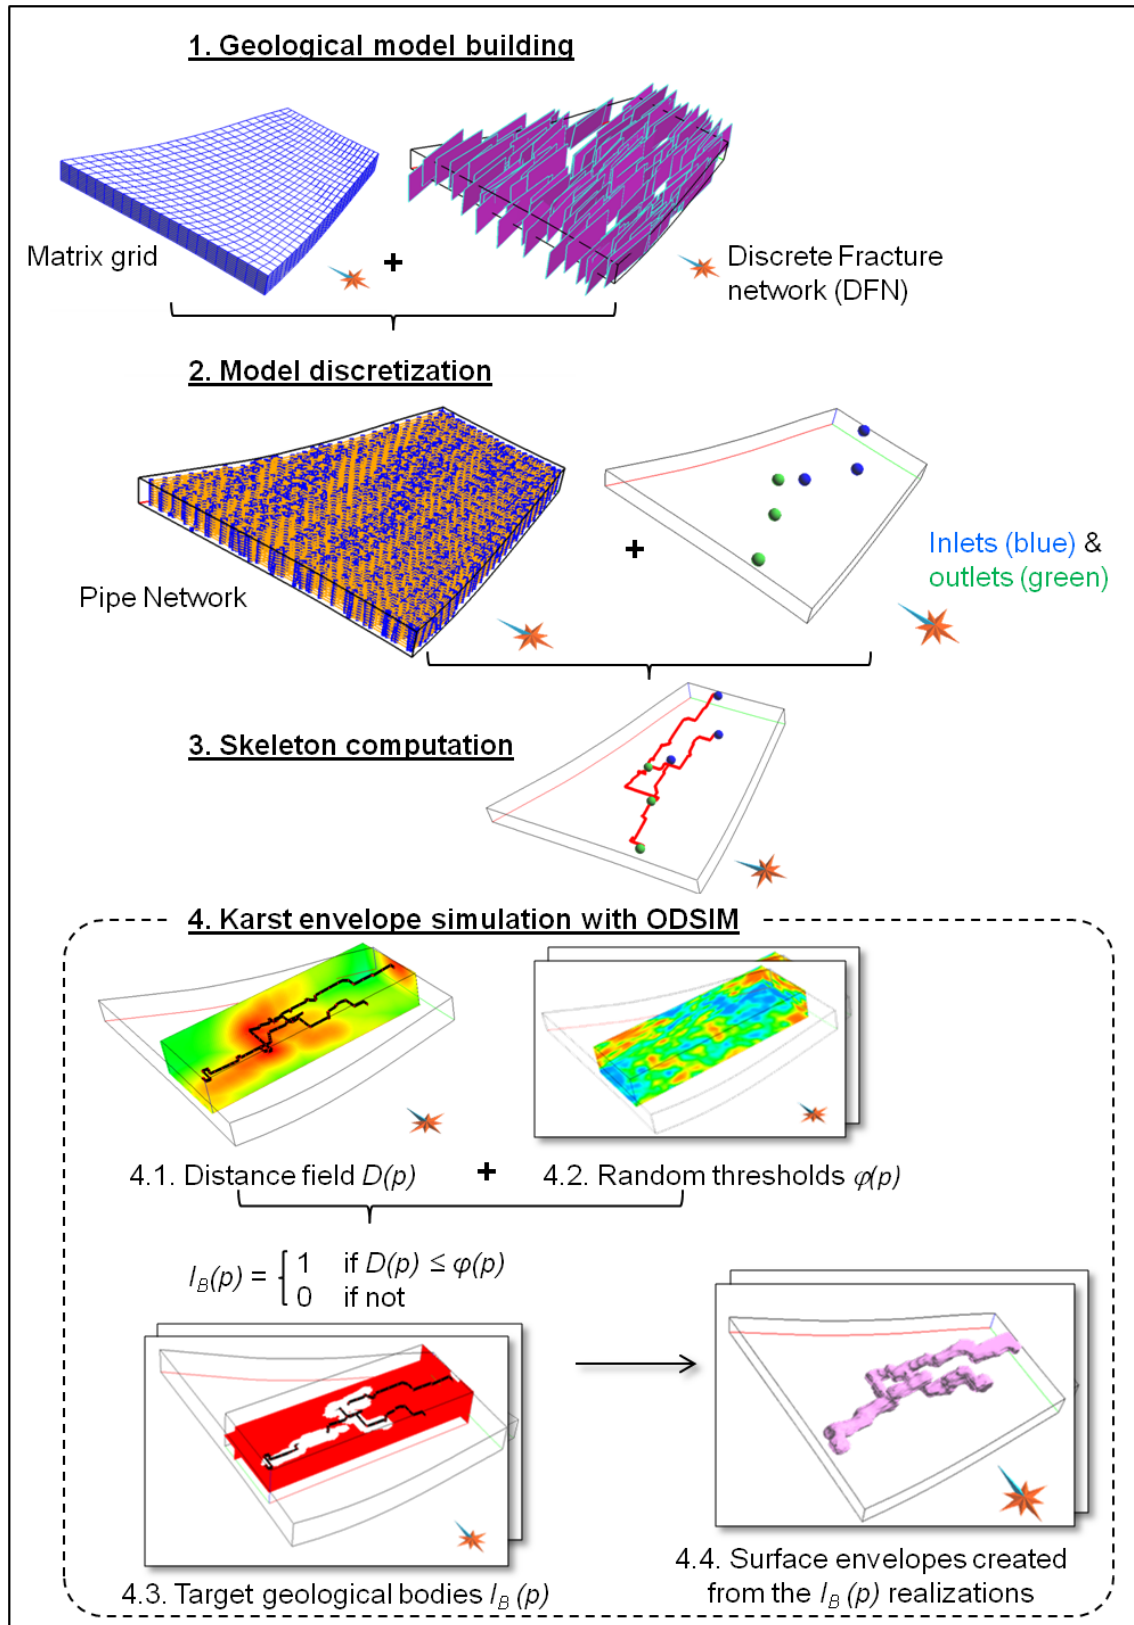 1. Geological model building
Matrix grid
+
Discrete Fracture
network (DFN)
2. Model discretization
Pipe Network
+
Inlets (blue) &
outlets (green)
3. Skeleton computation
4. Karst envelope simulation with ODSIM
4.1. Distance field D(p)
+
4.2. Random thresholds φ(p)
I_B(p) = { 1 if D(p) ≤ φ(p)
0 if not
4.3. Target geological bodies I_B (p)
4.4. Surface envelopes created
from the I_B (p) realizations